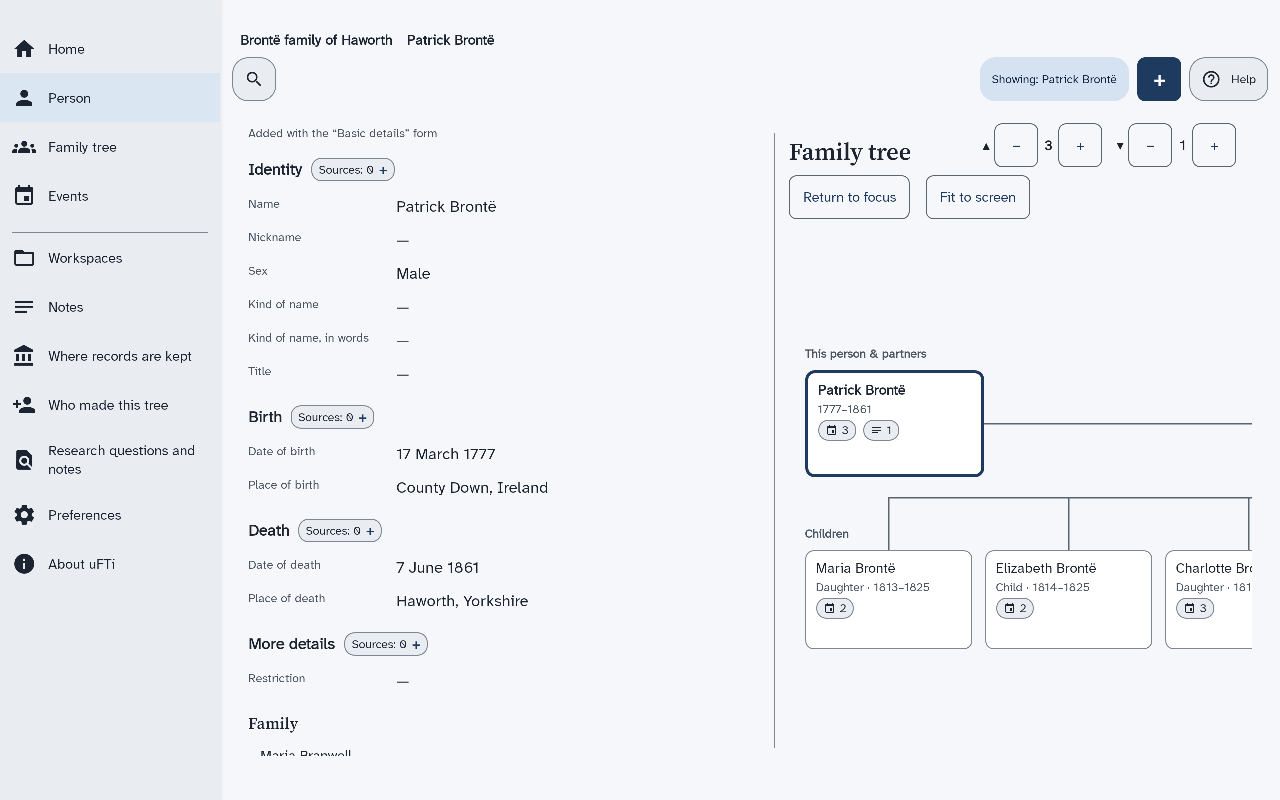 Home
Person
Family tree
Events
Workspaces
Notes
Where records are kept
Who made this tree
Research questions and
notes
Preferences
About uFTi
Brontë family of Haworth Patrick Brontë
Showing: Patrick Brontë
+
Help
Added with the “Basic details” form
Identity Sources: 0 +
Name Patrick Brontë
Nickname —
Sex Male
Kind of name —
Kind of name, in words —
Title —
Birth Sources: 0 +
Date of birth 17 March 1777
Place of birth County Down, Ireland
Death Sources: 0 +
Date of death 7 June 1861
Place of death Haworth, Yorkshire
More details Sources: 0 +
Restriction —
Family
Maria Branwell
Family tree
▲ − 3 + ▼ − 1 +
Return to focus Fit to screen
This person & partners
Patrick Brontë
1777–1861
3 1
Children
Maria Brontë
Daughter · 1813–1825
2
Elizabeth Brontë
Child · 1814–1825
2
Charlotte Bro
Daughter · 181
3